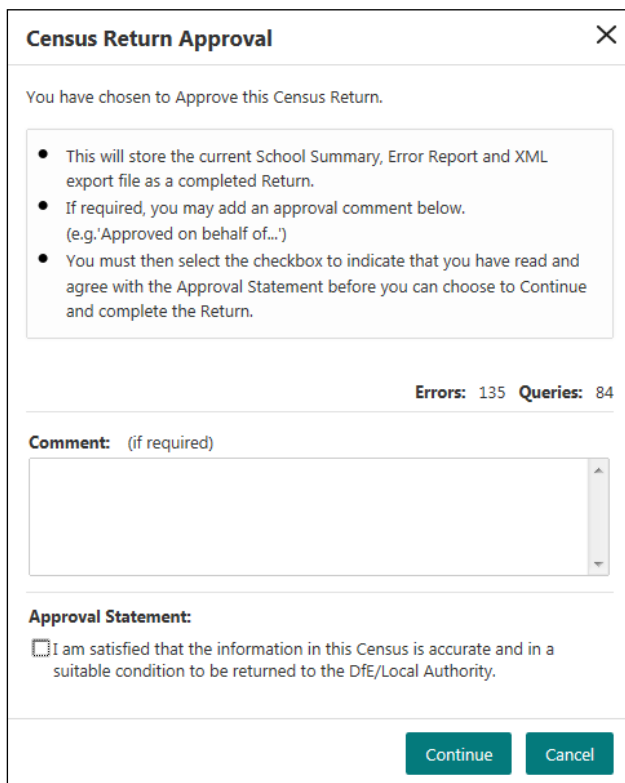 Census Return Approval
You have chosen to Approve this Census Return.
This will store the current School Summary, Error Report and XML
export file as a completed Return.
If required, you may add an approval comment below.
(e.g.'Approved on behalf of...')
You must then select the checkbox to indicate that you have read and
agree with the Approval Statement before you can choose to Continue
and complete the Return.
Errors: 135 Queries: 84
Comment: (if required)
Approval Statement:
I am satisfied that the information in this Census is accurate and in a
suitable condition to be returned to the DfE/Local Authority.
Continue Cancel